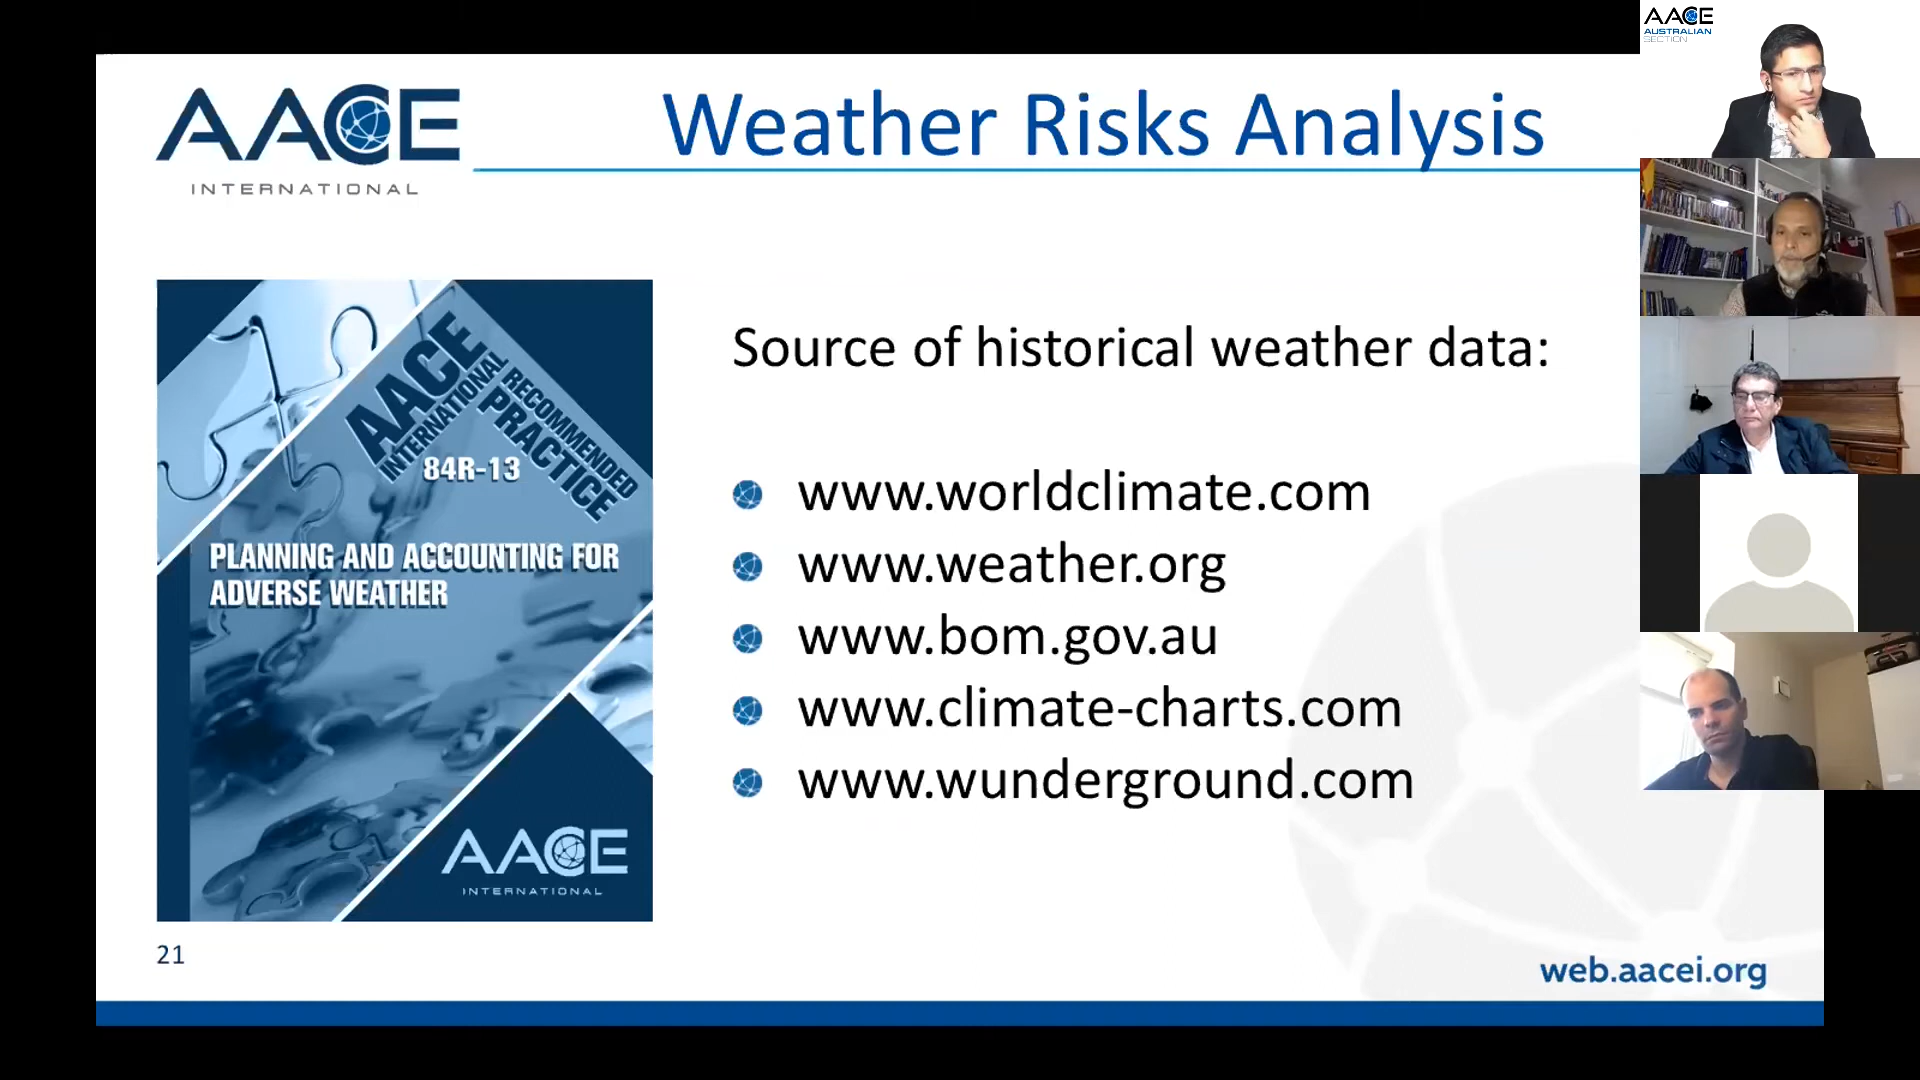 AACE
INTERNATIONAL
Weather Risks Analysis
AACE
INTERNATIONAL
RECOMMENDED
PRACTICE
84R-13
PLANNING AND ACCOUNTING FOR
ADVERSE WEATHER
AACE
INTERNATIONAL
Source of historical weather data:
www.worldclimate.com
www.weather.org
www.bom.gov.au
www.climate-charts.com
www.wunderground.com
21
web.aacei.org
AACE
AUSTRALIAN
SECTION